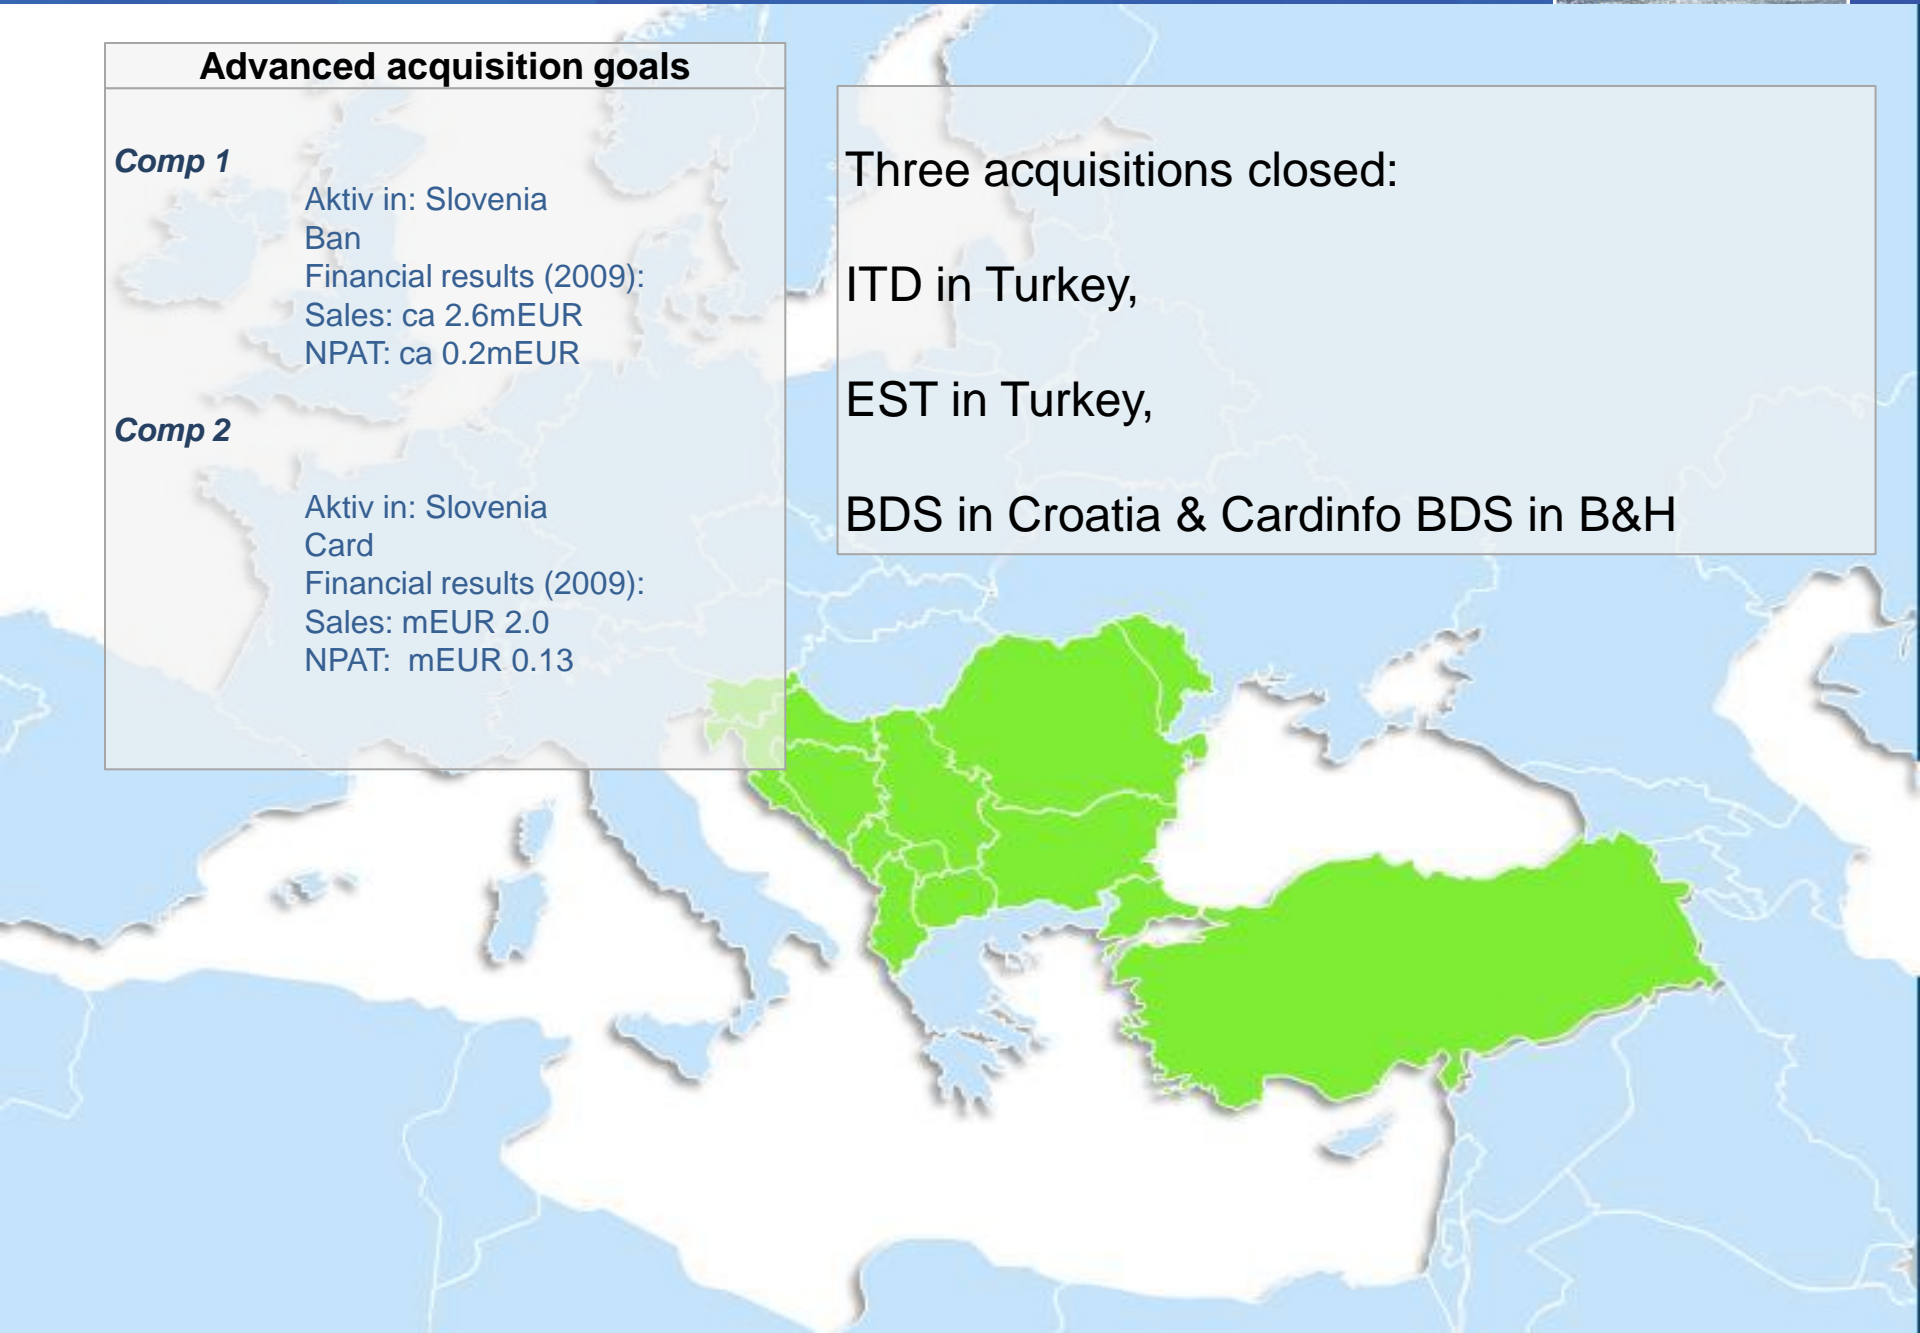 Advanced acquisition goals
Comp 1
Aktiv in: Slovenia
Ban
Financial results (2009):
Sales: ca 2.6mEUR
NPAT: ca 0.2mEUR
Comp 2
Aktiv in: Slovenia
Card
Financial results (2009):
Sales: mEUR 2.0
NPAT: mEUR 0.13
Three acquisitions closed:
ITD in Turkey,
EST in Turkey,
BDS in Croatia & Cardinfo BDS in B&H